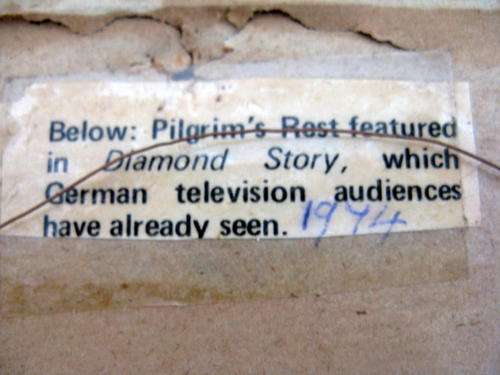 Below: Pilgrim's Rest featured
in Diamond Story, which
German television audiences
have already seen. 1974